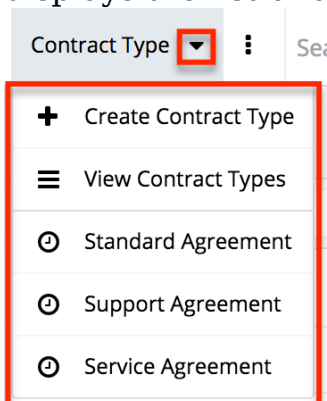 Contract Type
Create Contract Type
View Contract Types
Standard Agreement
Support Agreement
Service Agreement